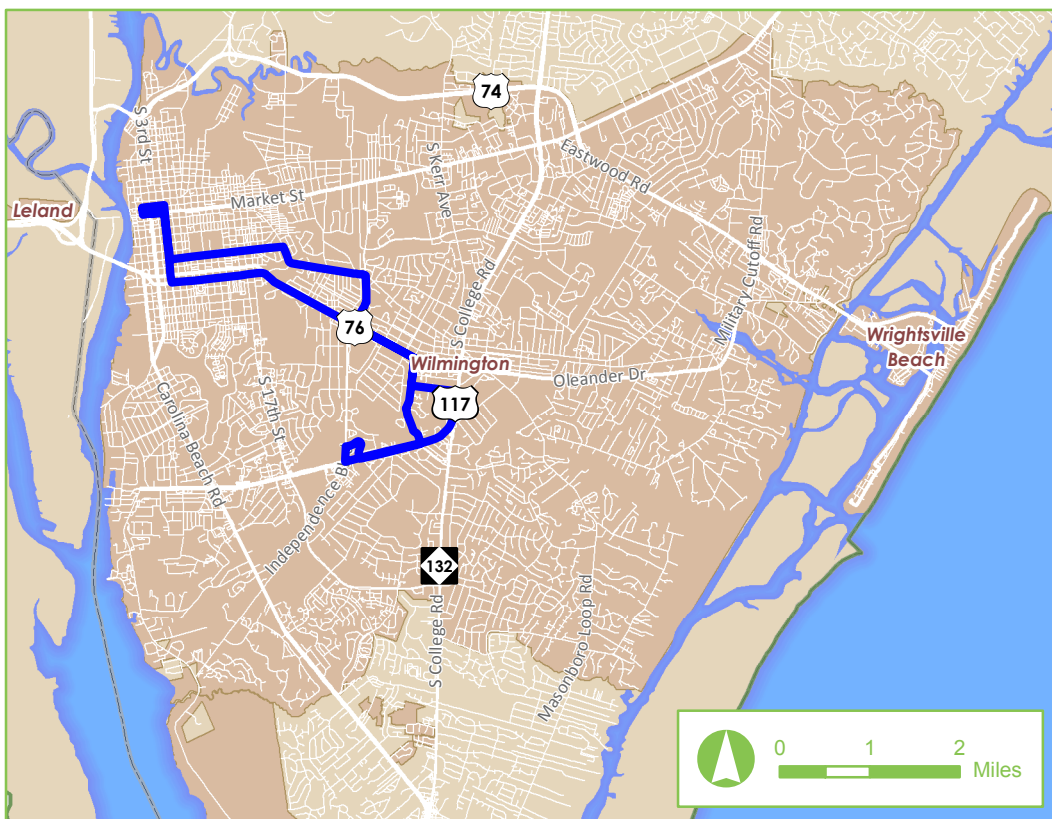 74
S 3rd St
S Kerr Ave
Eastwood Rd
Market St
Leland
Military Cutoff Rd
S College Rd
76
Wrightsville
Beach
Wilmington
Oleander Dr
117
S 17th St
Carolina Beach Rd
Independence Bl
132
S College Rd
Masonboro Loop Rd
0 1 2
Miles